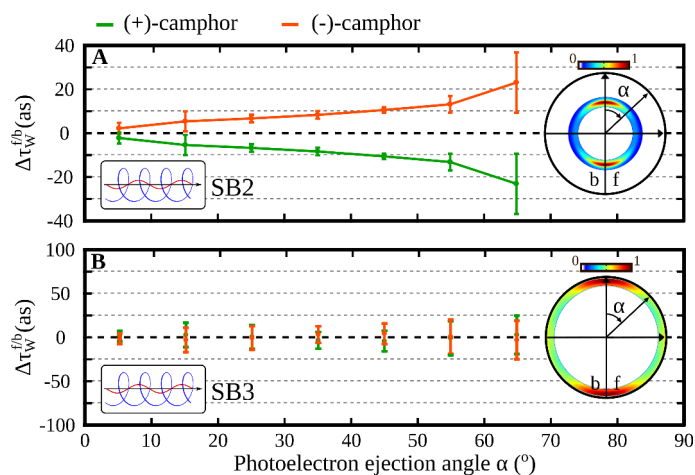 (+)-camphor (-)-camphor
A
Δτ_W^{f/b}(as)
40
20
0
-20
-40
SB2
0 1
α
b f
B
Δτ_W^{f/b}(as)
100
50
0
-50
-100
SB3
0 1
α
b f
0 10 20 30 40 50 60 70 80 90
Photoelectron ejection angle α (°)